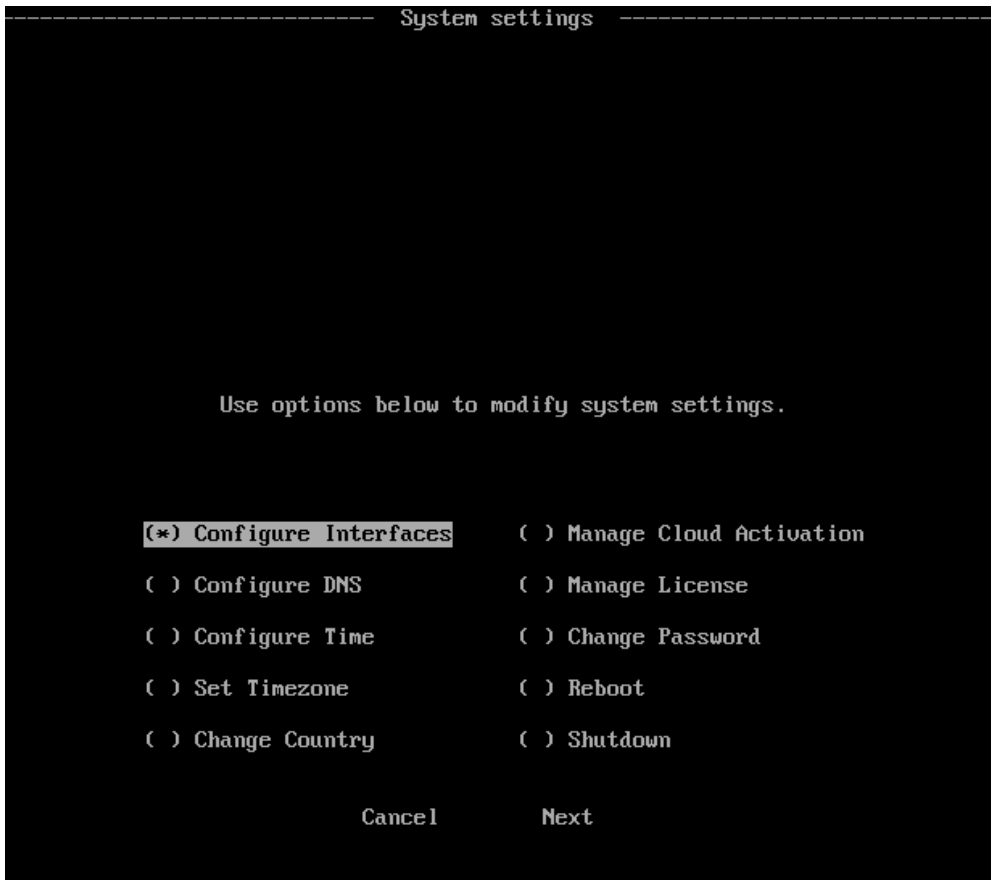 System settings
Use options below to modify system settings.
(*) Configure Interfaces ( ) Manage Cloud Activation
( ) Configure DNS ( ) Manage License
( ) Configure Time ( ) Change Password
( ) Set Timezone ( ) Reboot
( ) Change Country ( ) Shutdown
Cancel Next